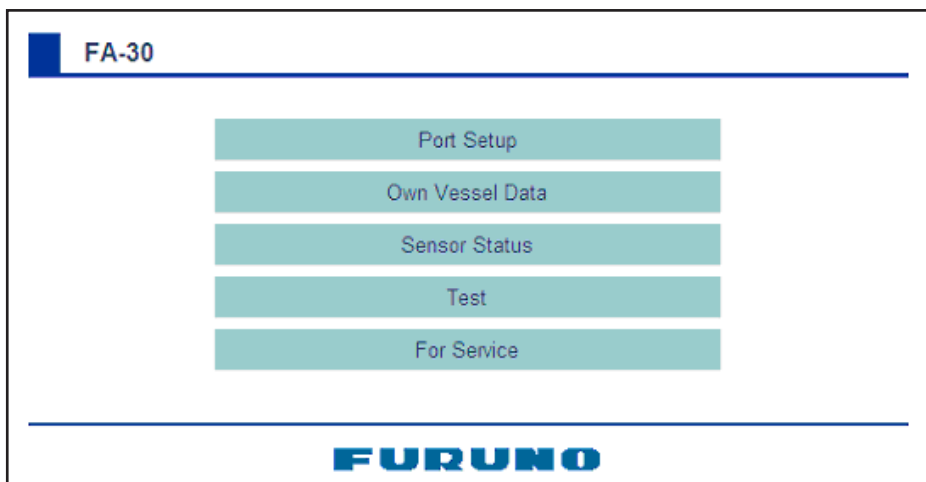 FA-30
Port Setup
Own Vessel Data
Sensor Status
Test
For Service
FURUNO